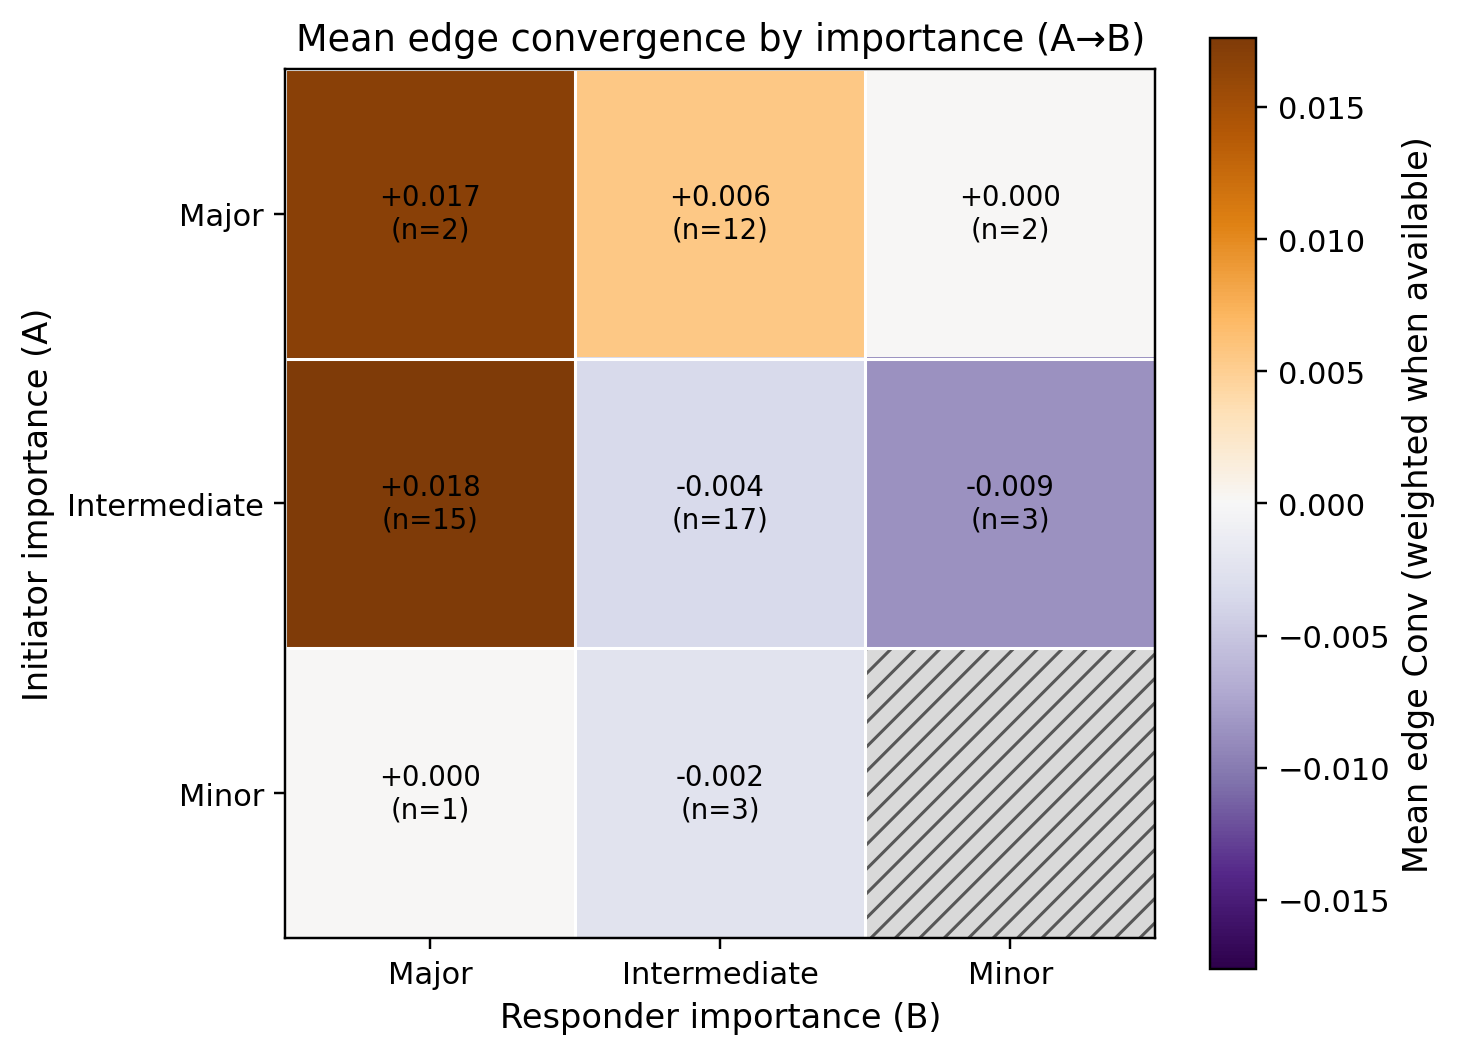 Mean edge convergence by importance (A→B)
Initiator importance (A)
Major
Intermediate
Minor
+0.017
(n=2)
+0.006
(n=12)
+0.000
(n=2)
+0.018
(n=15)
-0.004
(n=17)
-0.009
(n=3)
+0.000
(n=1)
-0.002
(n=3)
Major
Intermediate
Minor
Responder importance (B)
0.015
0.010
0.005
0.000
−0.005
−0.010
−0.015
Mean edge Conv (weighted when available)